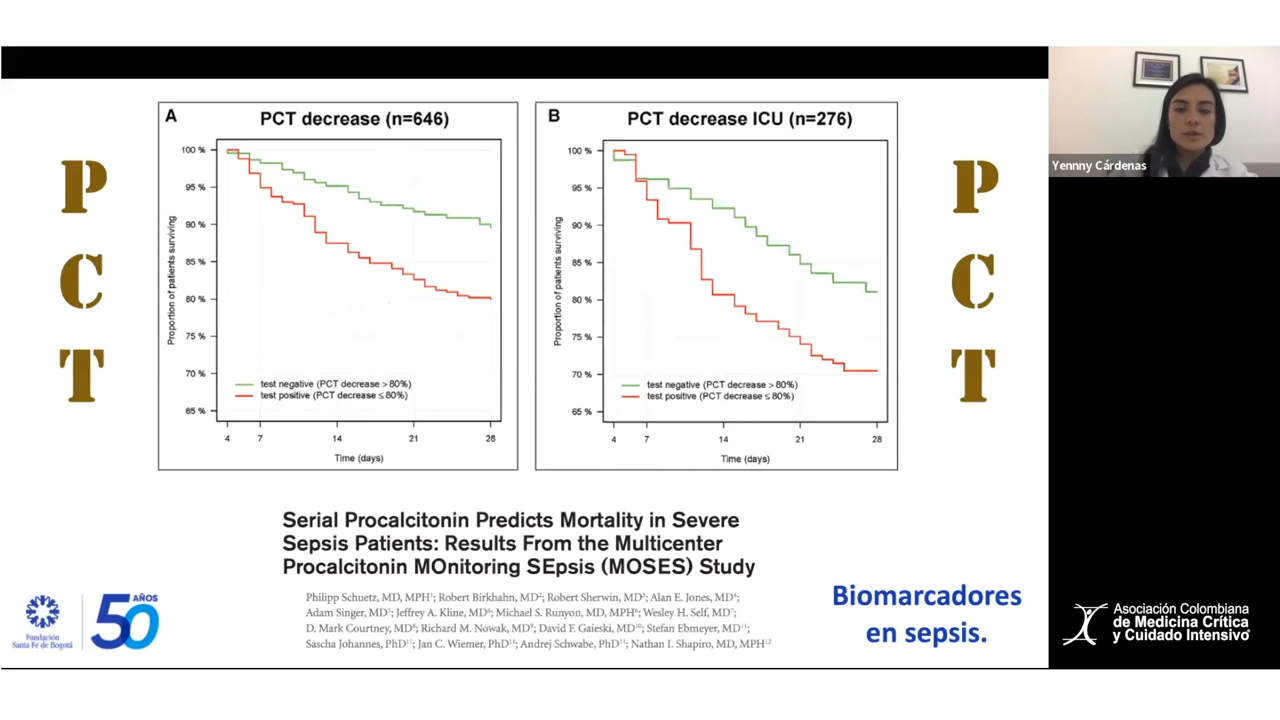 P
C
T
A
PCT decrease (n=646)
Proportion of patients surviving
100 %
95 %
90 %
85 %
80 %
75 %
70 %
65 %
test negative (PCT decrease > 80%)
test positive (PCT decrease ≤ 80%)
4
7
14
21
28
Time (days)
B
PCT decrease ICU (n=276)
Proportion of patients surviving
100 %
95 %
90 %
85 %
80 %
75 %
70 %
65 %
test negative (PCT decrease > 80%)
test positive (PCT decrease ≤ 80%)
4
7
14
21
28
Time (days)
P
C
T
Yennny Cárdenas
Serial Procalcitonin Predicts Mortality in Severe
Sepsis Patients: Results From the Multicenter
Procalcitonin MOnitoring SEpsis (MOSES) Study
Philipp Schuetz, MD, MPH¹; Robert Birkhahn, MD²; Robert Sherwin, MD³; Alan E. Jones, MD⁴;
Adam Singer, MD⁵; Jeffrey A. Kline, MD⁶; Michael S. Runyon, MD, MPH⁶; Wesley H. Self, MD⁷;
D. Mark Courtney, MD⁸; Richard M. Nowak, MD⁹; David F. Gaieski, MD¹⁰; Stefan Ebmeyer, MD¹¹;
Sascha Johannes, PhD¹¹; Jan C. Wiemer, PhD¹¹; Andrej Schwabe, PhD¹¹; Nathan I. Shapiro, MD, MPH¹²
Fundación
Santa Fe de Bogotá
50
AÑOS
Biomarcadores
en sepsis.
Asociación Colombiana
de Medicina Crítica
y Cuidado Intensivo